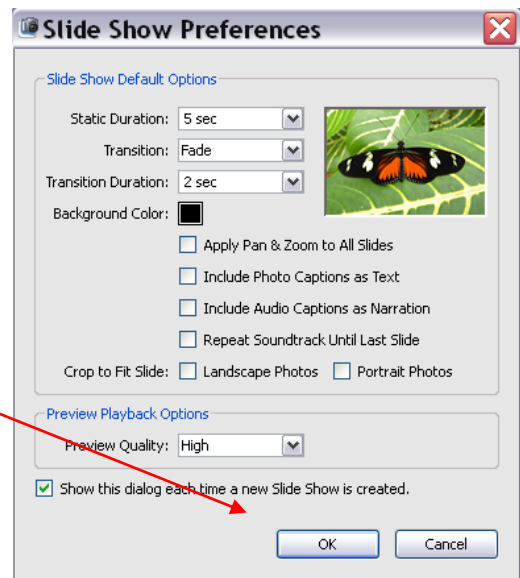 Slide Show Preferences
Slide Show Default Options
Static Duration: 5 sec
Transition: Fade
Transition Duration: 2 sec
Background Color:
Apply Pan & Zoom to All Slides
Include Photo Captions as Text
Include Audio Captions as Narration
Repeat Soundtrack Until Last Slide
Crop to Fit Slide: Landscape Photos Portrait Photos
Preview Playback Options
Preview Quality: High
Show this dialog each time a new Slide Show is created.
OK Cancel